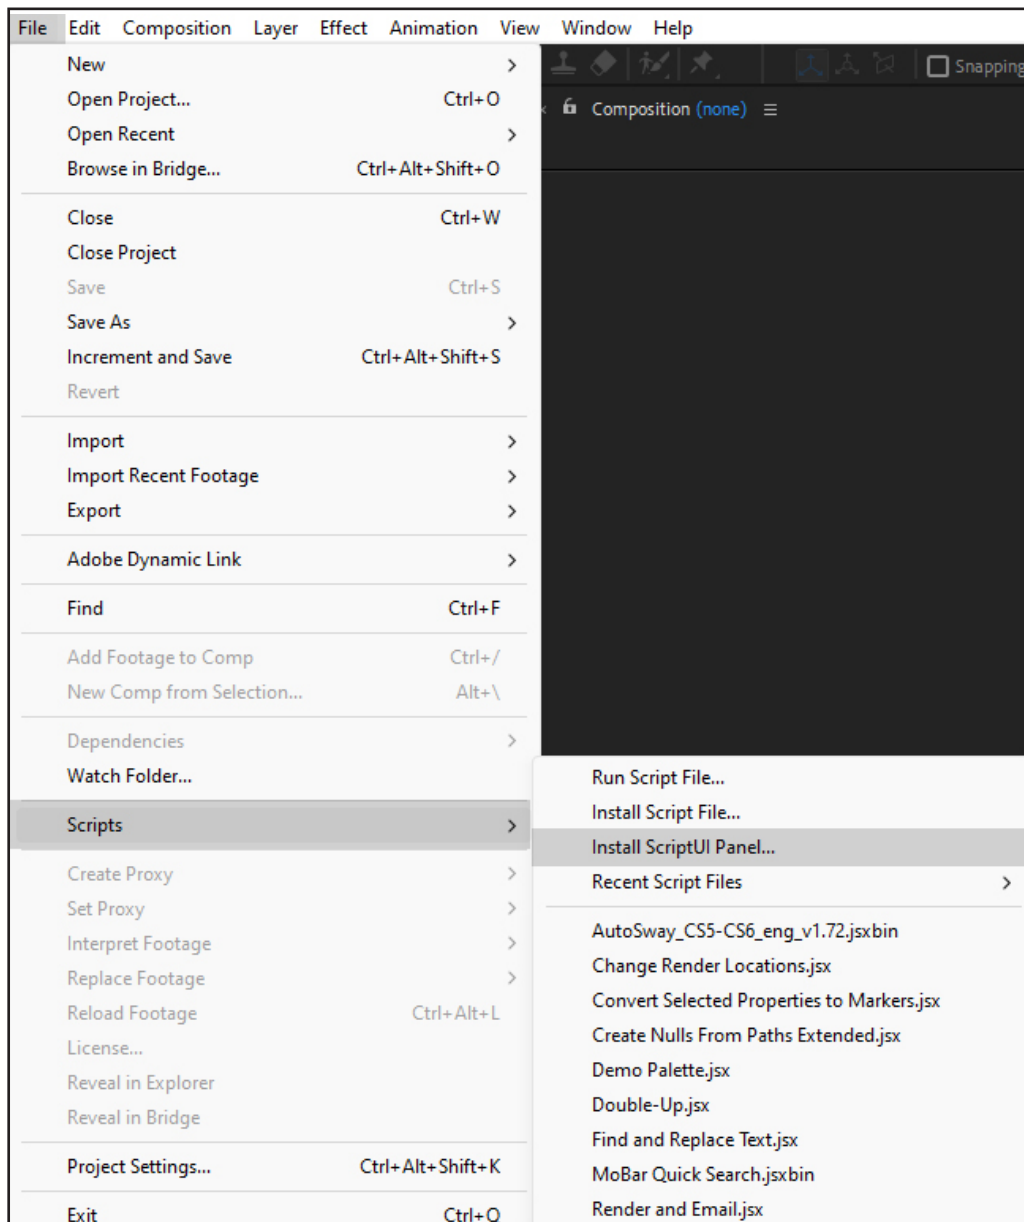 File Edit Composition Layer Effect Animation View Window Help
Snapping
Composition (none)
New
Open Project... Ctrl+O
Open Recent
Browse in Bridge... Ctrl+Alt+Shift+O
Close Ctrl+W
Close Project
Save Ctrl+S
Save As
Increment and Save Ctrl+Alt+Shift+S
Revert
Import
Import Recent Footage
Export
Adobe Dynamic Link
Find Ctrl+F
Add Footage to Comp Ctrl+/
New Comp from Selection... Alt+\
Dependencies
Watch Folder...
Scripts
Create Proxy
Set Proxy
Interpret Footage
Replace Footage
Reload Footage Ctrl+Alt+L
License...
Reveal in Explorer
Reveal in Bridge
Project Settings... Ctrl+Alt+Shift+K
Exit Ctrl+Q
Run Script File...
Install Script File...
Install ScriptUI Panel...
Recent Script Files
AutoSway_CS5-CS6_eng_v1.72.jsxbin
Change Render Locations.jsx
Convert Selected Properties to Markers.jsx
Create Nulls From Paths Extended.jsx
Demo Palette.jsx
Double-Up.jsx
Find and Replace Text.jsx
MoBar Quick Search.jsxbin
Render and Email.jsx